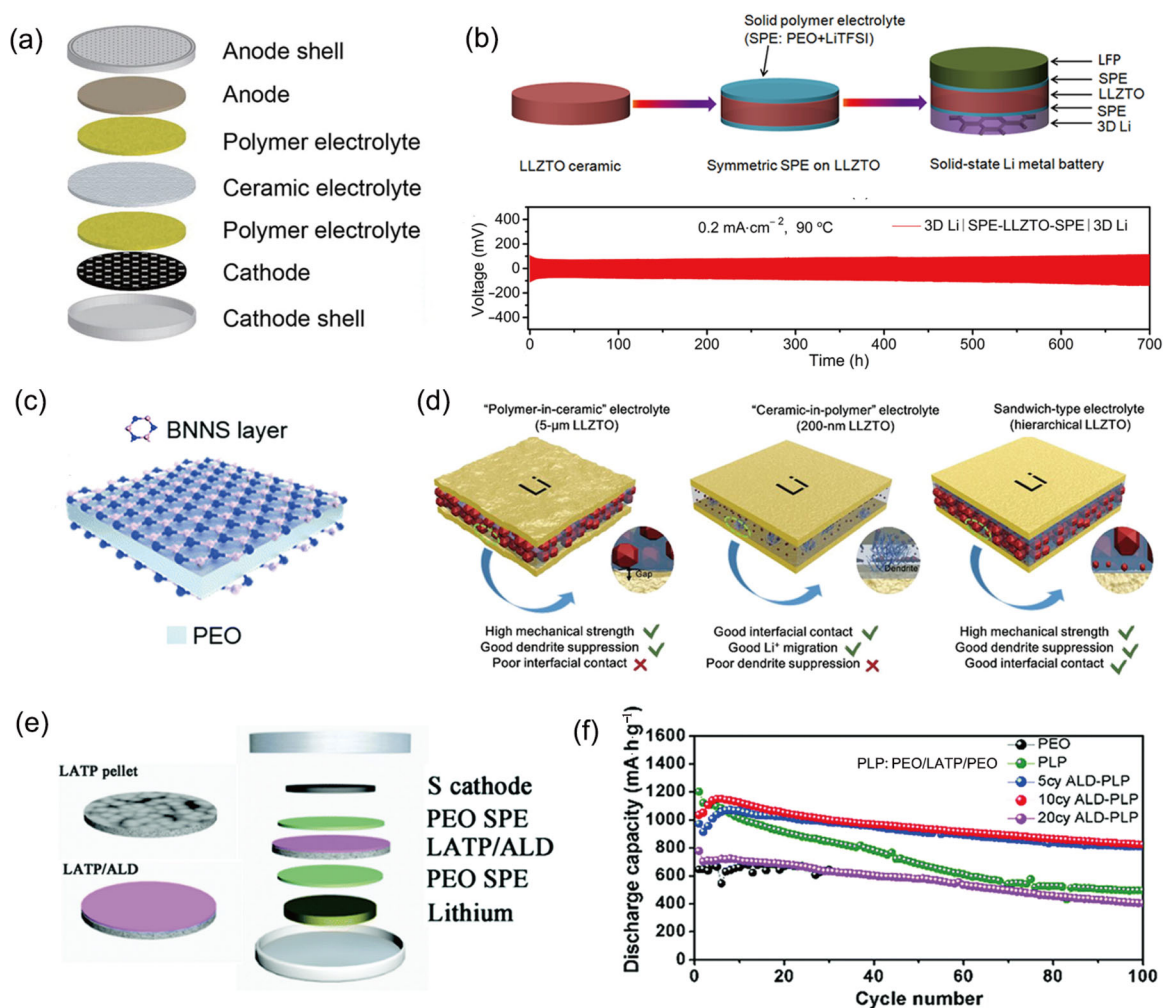 (a)
Anode shell
Anode
Polymer electrolyte
Ceramic electrolyte
Polymer electrolyte
Cathode
Cathode shell
(b)
Solid polymer electrolyte
(SPE: PEO+LiTFSI)
LFP
SPE
LLZTO
SPE
3D Li
LLZTO ceramic
Symmetric SPE on LLZTO
Solid-state Li metal battery
Voltage (mV)
400
200
0
−200
−400
0.2 mA·cm⁻², 90 ºC
3D Li | SPE-LLZTO-SPE | 3D Li
0 100 200 300 400 500 600 700
Time (h)
(c)
BNNS layer
PEO
(d)
"Polymer-in-ceramic" electrolyte
(5-μm LLZTO)
Li
Gap
High mechanical strength ✓
Good dendrite suppression ✓
Poor interfacial contact ✗
"Ceramic-in-polymer" electrolyte
(200-nm LLZTO)
Li
Dendrite
Good interfacial contact ✓
Good Li⁺ migration ✓
Poor dendrite suppression ✗
Sandwich-type electrolyte
(hierarchical LLZTO)
Li
High mechanical strength ✓
Good dendrite suppression ✓
Good interfacial contact ✓
(e)
LATP pellet
LATP/ALD
S cathode
PEO SPE
LATP/ALD
PEO SPE
Lithium
(f)
Discharge capacity (mA·h·g⁻¹)
1600
1400
1200
1000
800
600
400
200
0
PLP: PEO/LATP/PEO
PEO
PLP
5cy ALD-PLP
10cy ALD-PLP
20cy ALD-PLP
0 20 40 60 80 100
Cycle number